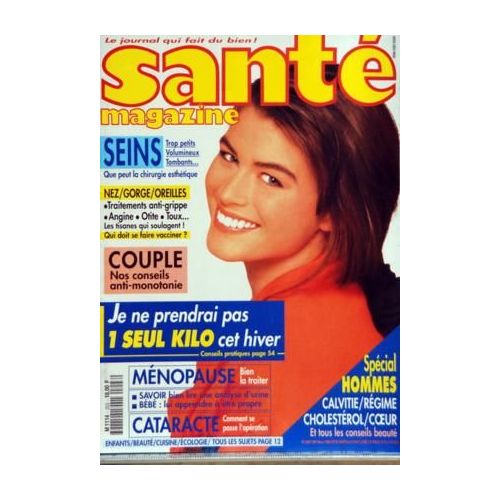 Le journal qui fait du bien !
santé
magazine
SEINS
Trop petits
Volumineux
Tombants...
Que peut la chirurgie esthétique
NEZ/GORGE/OREILLES
•Traitements anti-grippe
•Angine • Otite • Toux...
Les tisanes qui soulagent !
Qui doit se faire vacciner ?
COUPLE
Nos conseils
anti-monotonie
Je ne prendrai pas
1 SEUL KILO cet hiver
Conseils pratiques page 54
MÉNOPAUSE
Bien
la traiter
■ SAVOIR bien lire une analyse d'urine
■ BÉBÉ : lui apprendre à être propre
CATARACTE
Comment se
passe l'opération
ENFANTS/BEAUTÉ/CUISINE/ÉCOLOGIE/ TOUS LES SUJETS PAGE 12
Spécial
HOMMES
CALVITIE/RÉGIME
CHOLESTÉROL/CŒUR
Et tous les conseils beauté